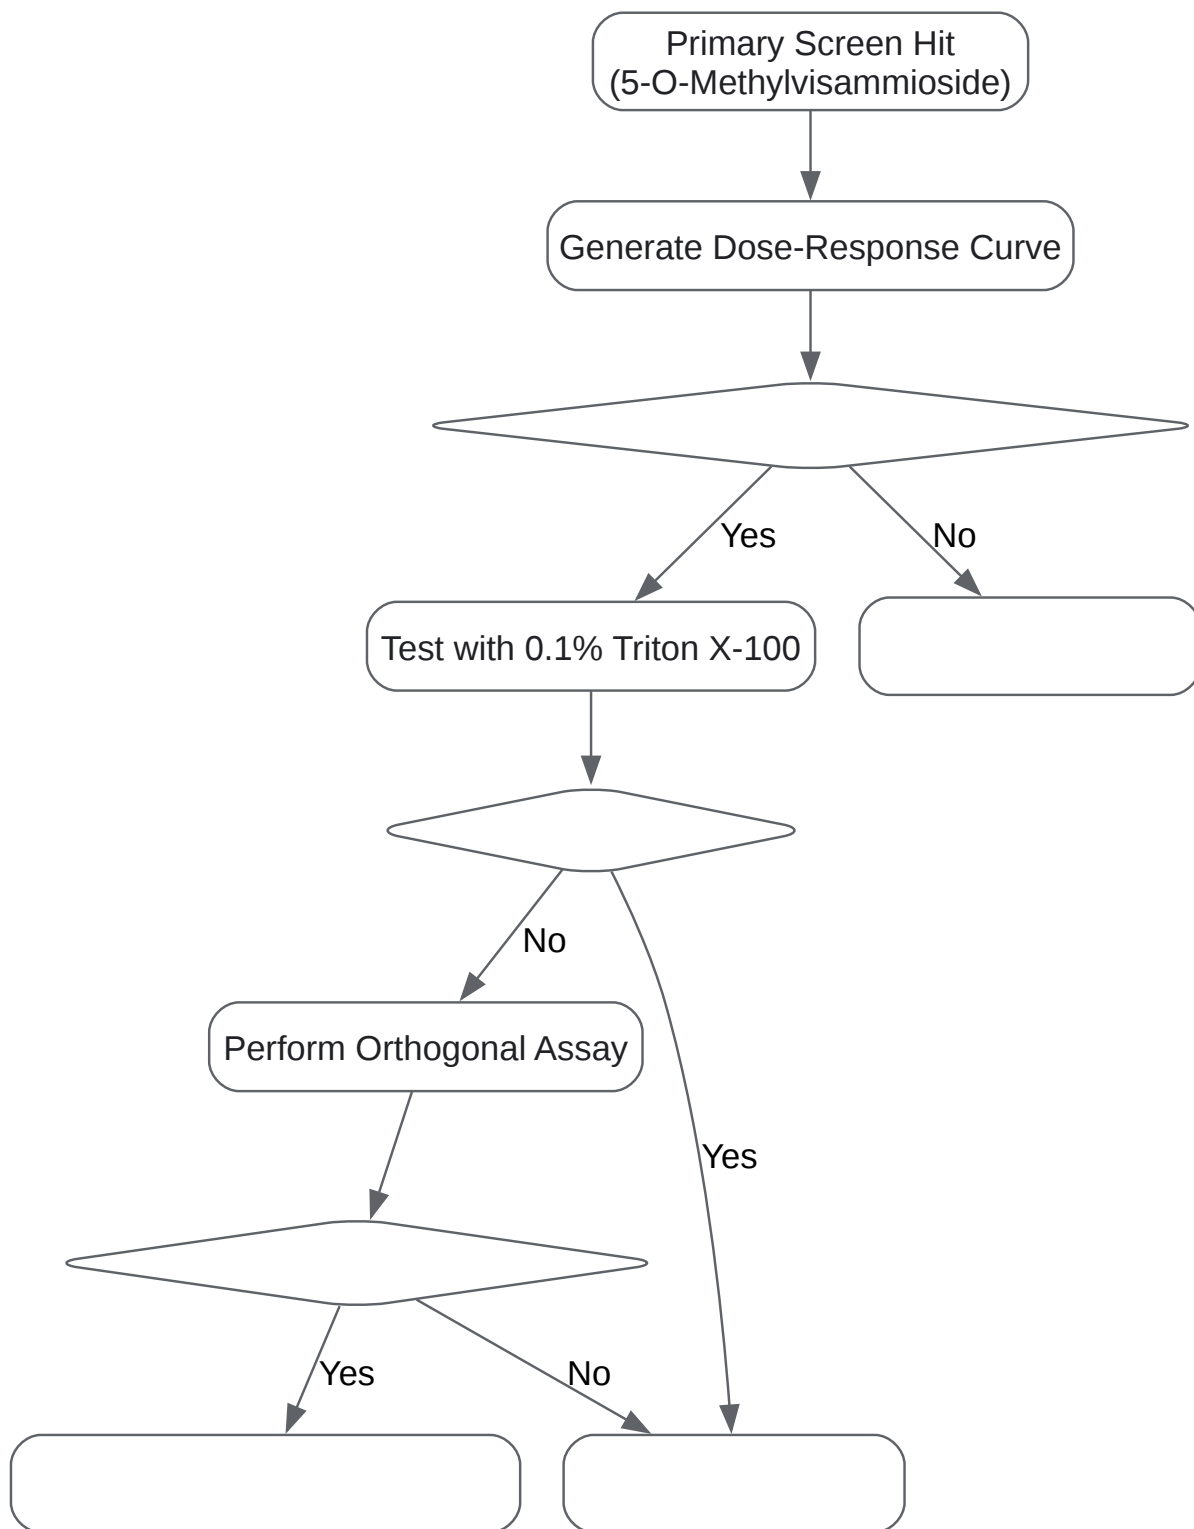 Primary Screen Hit
(5-O-Methylvisammioside)
Generate Dose-Response Curve
Yes
No
Test with 0.1% Triton X-100
No
Perform Orthogonal Assay
Yes
Yes
No